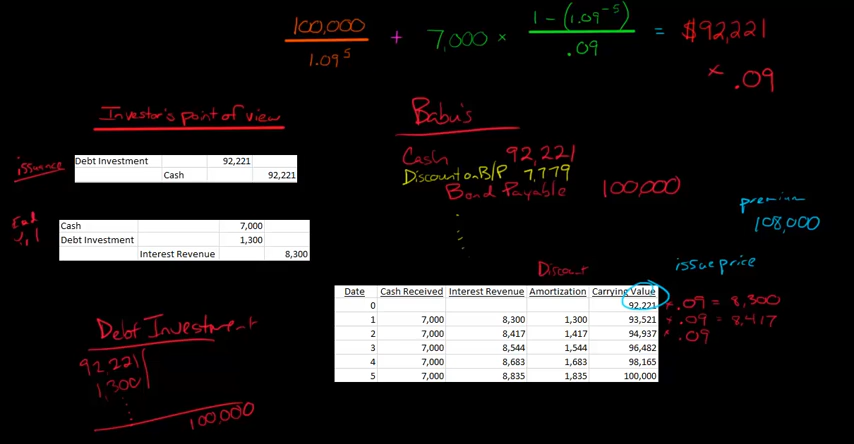 100,000 / 1.09^5 + 7,000 × 1 - (1.09^-5) / .09 = $92,221
× .09
Investor's point of view
issuance
Debt Investment 92,221
Cash 92,221
End yr 1
Cash 7,000
Debt Investment 1,300
Interest Revenue 8,300
Debt Investment
92,221
1,300
100,000
Babu's
Cash 92,221
Discount on B/P 7,779
Bond Payable 100,000
premium
108,000
issue price
Discount
Date Cash Received Interest Revenue Amortization Carrying Value
0 92,221 × .09 = 8,300
1 7,000 8,300 1,300 93,521 × .09 = 8,417
2 7,000 8,417 1,417 94,937 × .09
3 7,000 8,544 1,544 96,482
4 7,000 8,683 1,683 98,165
5 7,000 8,835 1,835 100,000